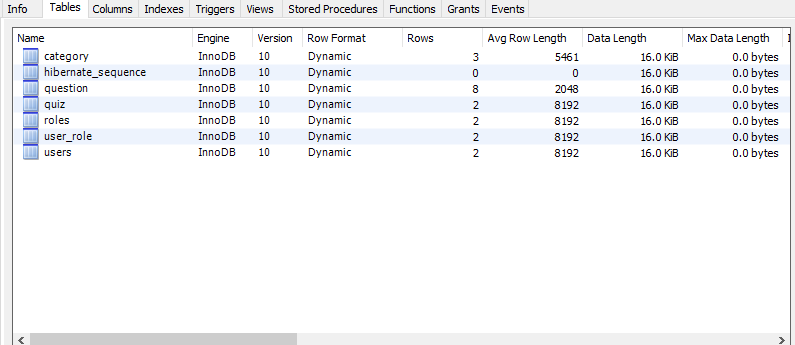 Info Tables Columns Indexes Triggers Views Stored Procedures Functions Grants Events
Name Engine Version Row Format Rows Avg Row Length Data Length Max Data Length
category InnoDB 10 Dynamic 3 5461 16.0 KiB 0.0 bytes
hibernate_sequence InnoDB 10 Dynamic 0 0 16.0 KiB 0.0 bytes
question InnoDB 10 Dynamic 8 2048 16.0 KiB 0.0 bytes
quiz InnoDB 10 Dynamic 2 8192 16.0 KiB 0.0 bytes
roles InnoDB 10 Dynamic 2 8192 16.0 KiB 0.0 bytes
user_role InnoDB 10 Dynamic 2 8192 16.0 KiB 0.0 bytes
users InnoDB 10 Dynamic 2 8192 16.0 KiB 0.0 bytes